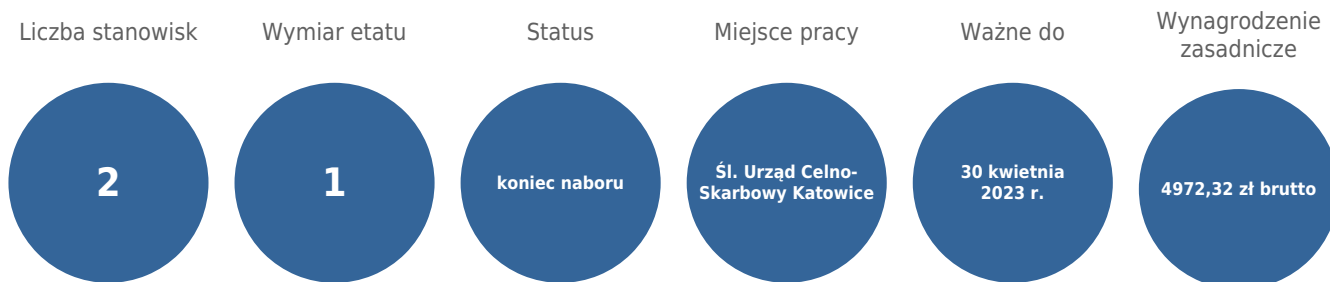 Liczba stanowisk
2
Wymiar etatu
1
Status
koniec naboru
Miejsce pracy
Śl. Urząd Celno-
Skarbowy Katowice
Ważne do
30 kwietnia
2023 r.
Wynagrodzenie
zasadnicze
4972,32 zł brutto